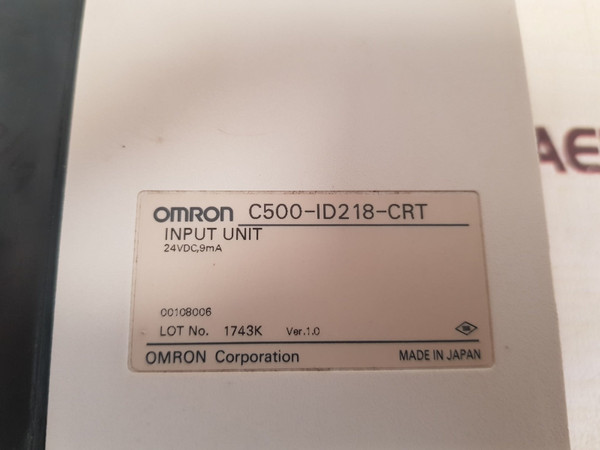 OMRON C500-ID218-CRT
INPUT UNIT
24VDC,9mA
00108006
LOT No. 1743K Ver.1.0
OMRON Corporation MADE IN JAPAN
AE